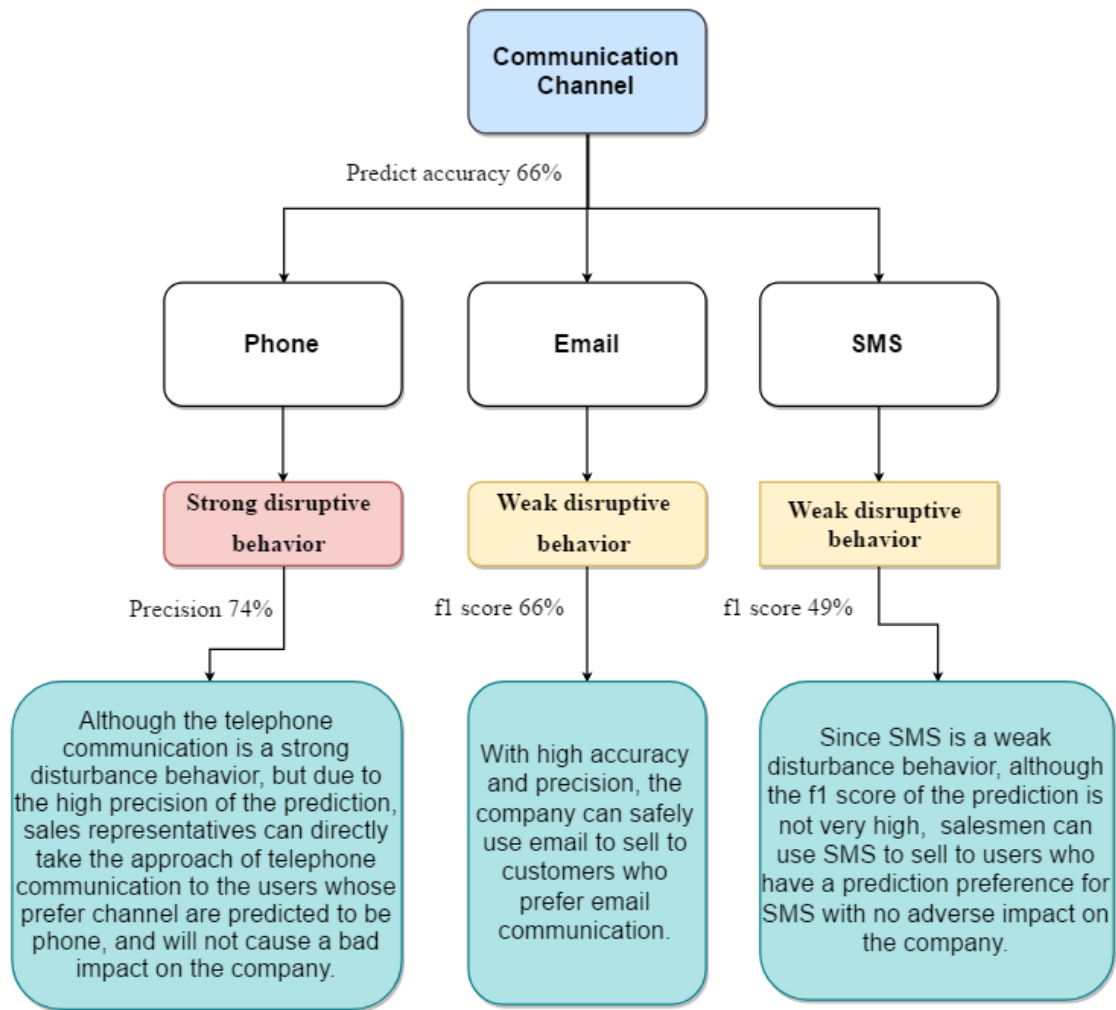 Communication
Channel
Predict accuracy 66%
Phone
Email
SMS
Strong disruptive
behavior
Weak disruptive
behavior
Weak disruptive
behavior
Precision 74%
f1 score 66%
f1 score 49%
Although the telephone
communication is a strong
disturbance behavior, but due to
the high precision of the prediction,
sales representatives can directly
take the approach of telephone
communication to the users whose
prefer channel are predicted to be
phone, and will not cause a bad
impact on the company.
With high accuracy
and precision, the
company can safely
use email to sell to
customers who
prefer email
communication.
Since SMS is a weak
disturbance behavior, although
the f1 score of the prediction is
not very high, salesmen can
use SMS to sell to users who
have a prediction preference for
SMS with no adverse impact on
the company.